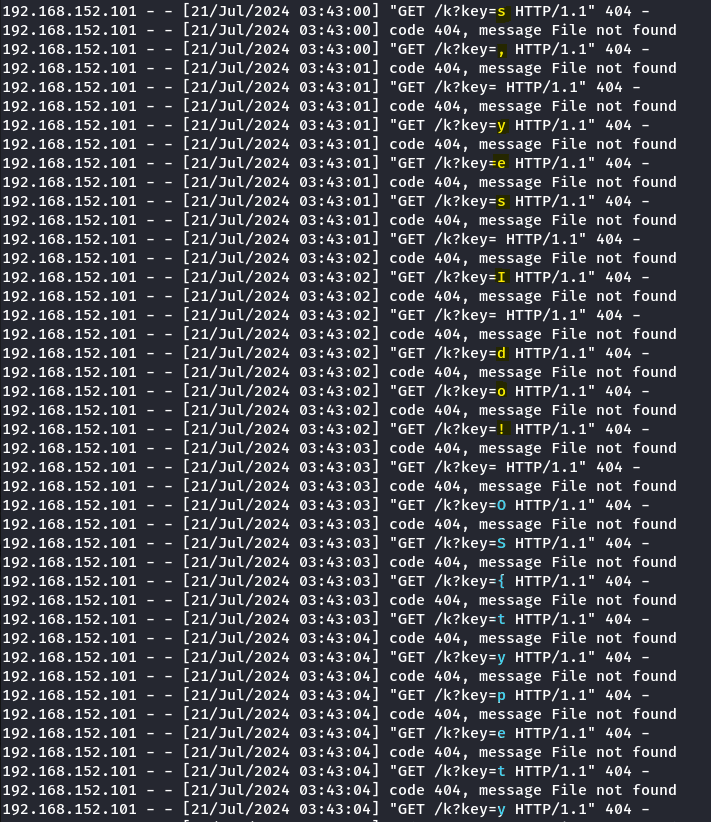 192.168.152.101 - - [21/Jul/2024 03:43:00] "GET /k?key=s HTTP/1.1" 404 -
192.168.152.101 - - [21/Jul/2024 03:43:00] code 404, message File not found
192.168.152.101 - - [21/Jul/2024 03:43:00] "GET /k?key=, HTTP/1.1" 404 -
192.168.152.101 - - [21/Jul/2024 03:43:01] code 404, message File not found
192.168.152.101 - - [21/Jul/2024 03:43:01] "GET /k?key= HTTP/1.1" 404 -
192.168.152.101 - - [21/Jul/2024 03:43:01] code 404, message File not found
192.168.152.101 - - [21/Jul/2024 03:43:01] "GET /k?key=y HTTP/1.1" 404 -
192.168.152.101 - - [21/Jul/2024 03:43:01] code 404, message File not found
192.168.152.101 - - [21/Jul/2024 03:43:01] "GET /k?key=e HTTP/1.1" 404 -
192.168.152.101 - - [21/Jul/2024 03:43:01] code 404, message File not found
192.168.152.101 - - [21/Jul/2024 03:43:01] "GET /k?key=s HTTP/1.1" 404 -
192.168.152.101 - - [21/Jul/2024 03:43:01] code 404, message File not found
192.168.152.101 - - [21/Jul/2024 03:43:01] "GET /k?key= HTTP/1.1" 404 -
192.168.152.101 - - [21/Jul/2024 03:43:02] code 404, message File not found
192.168.152.101 - - [21/Jul/2024 03:43:02] "GET /k?key=I HTTP/1.1" 404 -
192.168.152.101 - - [21/Jul/2024 03:43:02] code 404, message File not found
192.168.152.101 - - [21/Jul/2024 03:43:02] "GET /k?key= HTTP/1.1" 404 -
192.168.152.101 - - [21/Jul/2024 03:43:02] code 404, message File not found
192.168.152.101 - - [21/Jul/2024 03:43:02] "GET /k?key=d HTTP/1.1" 404 -
192.168.152.101 - - [21/Jul/2024 03:43:02] code 404, message File not found
192.168.152.101 - - [21/Jul/2024 03:43:02] "GET /k?key=o HTTP/1.1" 404 -
192.168.152.101 - - [21/Jul/2024 03:43:02] code 404, message File not found
192.168.152.101 - - [21/Jul/2024 03:43:02] "GET /k?key=! HTTP/1.1" 404 -
192.168.152.101 - - [21/Jul/2024 03:43:03] code 404, message File not found
192.168.152.101 - - [21/Jul/2024 03:43:03] "GET /k?key= HTTP/1.1" 404 -
192.168.152.101 - - [21/Jul/2024 03:43:03] code 404, message File not found
192.168.152.101 - - [21/Jul/2024 03:43:03] "GET /k?key=O HTTP/1.1" 404 -
192.168.152.101 - - [21/Jul/2024 03:43:03] code 404, message File not found
192.168.152.101 - - [21/Jul/2024 03:43:03] "GET /k?key=S HTTP/1.1" 404 -
192.168.152.101 - - [21/Jul/2024 03:43:03] code 404, message File not found
192.168.152.101 - - [21/Jul/2024 03:43:03] "GET /k?key={ HTTP/1.1" 404 -
192.168.152.101 - - [21/Jul/2024 03:43:03] code 404, message File not found
192.168.152.101 - - [21/Jul/2024 03:43:03] "GET /k?key=t HTTP/1.1" 404 -
192.168.152.101 - - [21/Jul/2024 03:43:04] code 404, message File not found
192.168.152.101 - - [21/Jul/2024 03:43:04] "GET /k?key=y HTTP/1.1" 404 -
192.168.152.101 - - [21/Jul/2024 03:43:04] code 404, message File not found
192.168.152.101 - - [21/Jul/2024 03:43:04] "GET /k?key=p HTTP/1.1" 404 -
192.168.152.101 - - [21/Jul/2024 03:43:04] code 404, message File not found
192.168.152.101 - - [21/Jul/2024 03:43:04] "GET /k?key=e HTTP/1.1" 404 -
192.168.152.101 - - [21/Jul/2024 03:43:04] code 404, message File not found
192.168.152.101 - - [21/Jul/2024 03:43:04] "GET /k?key=t HTTP/1.1" 404 -
192.168.152.101 - - [21/Jul/2024 03:43:04] code 404, message File not found
192.168.152.101 - - [21/Jul/2024 03:43:04] "GET /k?key=y HTTP/1.1" 404 -